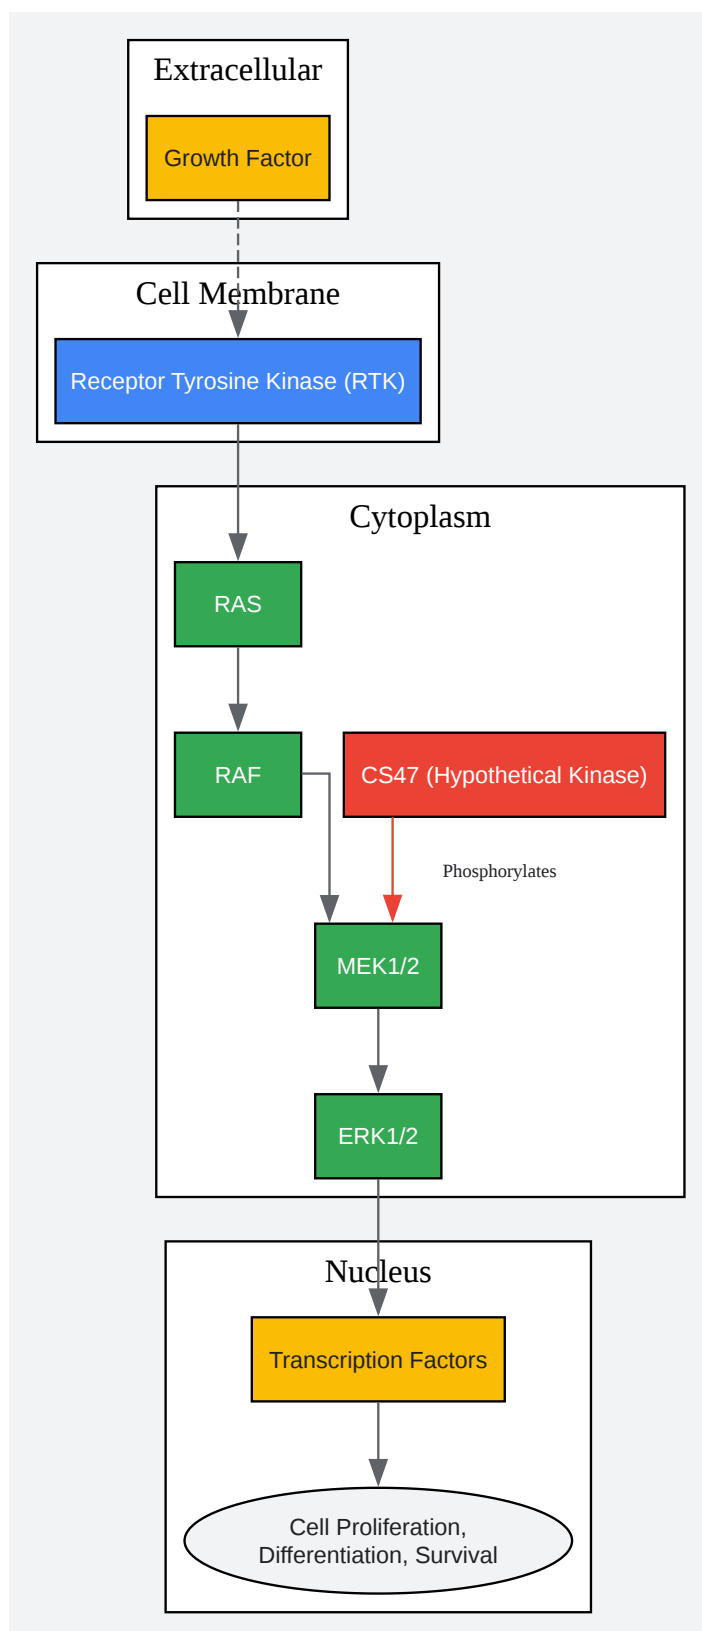 Extracellular
Growth Factor
Cell Membrane
Receptor Tyrosine Kinase (RTK)
Cytoplasm
RAS
RAF
CS47 (Hypothetical Kinase)
Phosphorylates
MEK1/2
ERK1/2
Nucleus
Transcription Factors
Cell Proliferation,
Differentiation, Survival